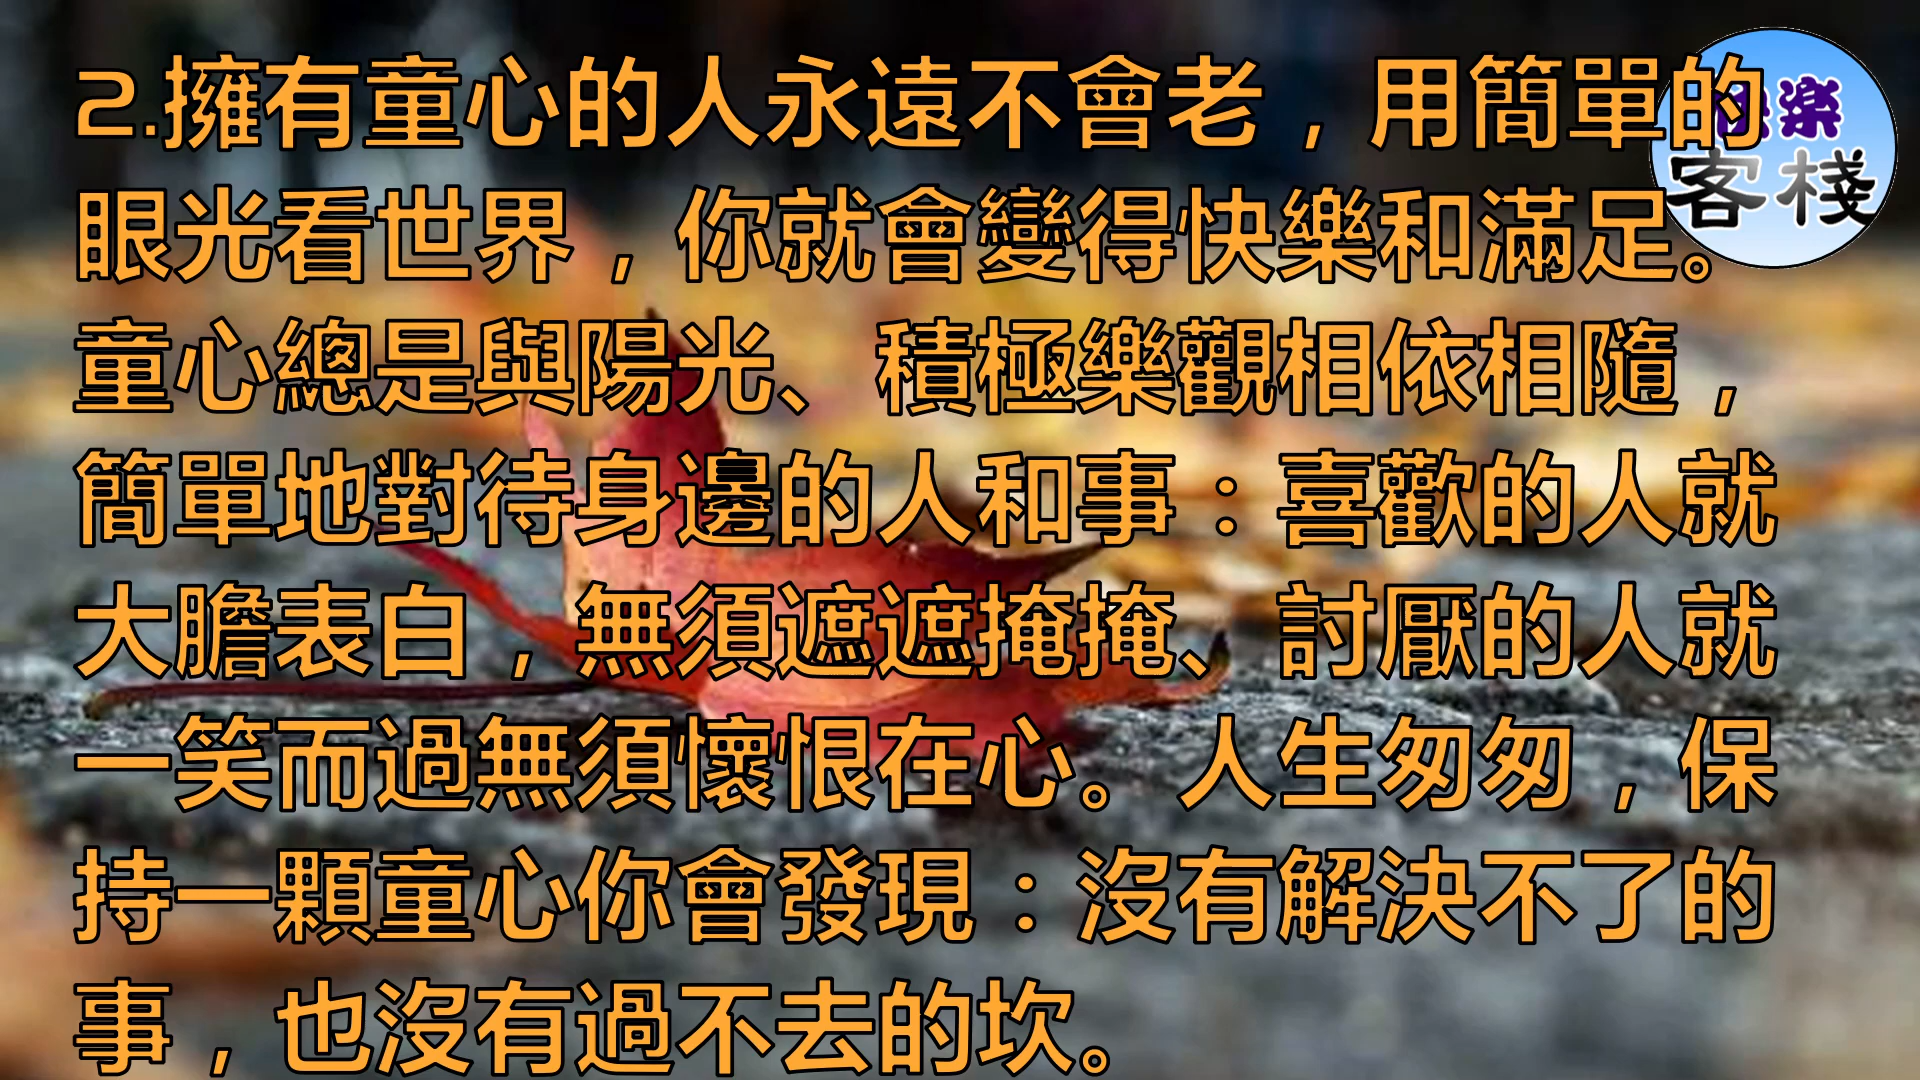 2.擁有童心的人永遠不會老，用簡單的
眼光看世界，你就會變得快樂和滿足。
童心總是與陽光、積極樂觀相依相隨，
簡單地對待身邊的人和事：喜歡的人就
大膽表白，無須遮遮掩掩、討厭的人就
一笑而過無須懷恨在心。人生匆匆，保
持一顆童心你會發現：沒有解決不了的
事，也沒有過不去的坎。
楽
客棧